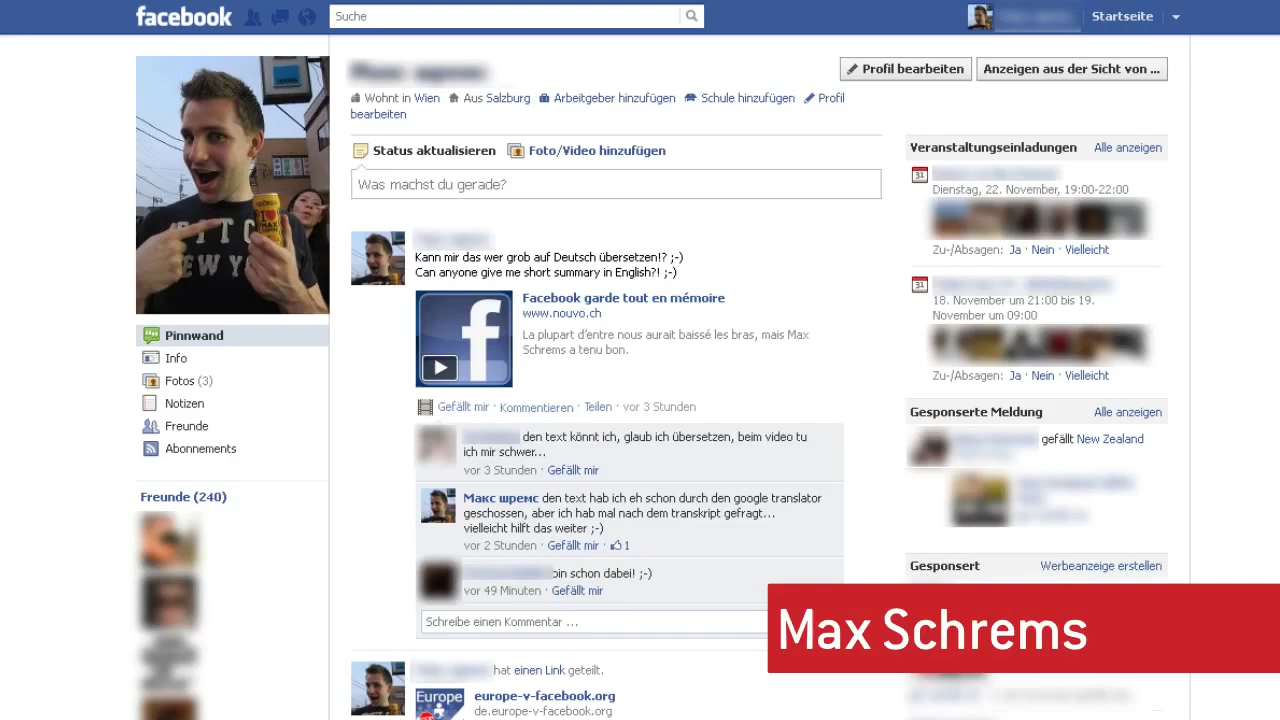 facebook
Suche
Startseite
Profil bearbeiten
Anzeigen aus der Sicht von ...
Wohnt in Wien Aus Salzburg Arbeitgeber hinzufügen Schule hinzufügen Profil
bearbeiten
Status aktualisieren Foto/Video hinzufügen
Was machst du gerade?
Kann mir das wer grob auf Deutsch übersetzen!? ;-)
Can anyone give me short summary in English?! ;-)
Facebook garde tout en mémoire
www.nouvo.ch
La plupart d'entre nous aurait baissé les bras, mais Max
Schrems a tenu bon.
Gefällt mir · Kommentieren · Teilen · vor 3 Stunden
den text könnt ich, glaub ich übersetzen, beim video tu
ich mir schwer...
vor 3 Stunden · Gefällt mir
Макс шремс den text hab ich eh schon durch den google translator
geschossen, aber ich hab mal nach dem transkript gefragt...
vielleicht hilft das weiter ;-)
vor 2 Stunden · Gefällt mir · 1
bin schon dabei! ;-)
vor 49 Minuten · Gefällt mir
Schreibe einen Kommentar ...
hat einen Link geteilt.
Europe
europe-v-facebook.org
de.europe-v-facebook.org
I
MAX
NEW YO
Pinnwand
Info
Fotos (3)
Notizen
Freunde
Abonnements
Freunde (240)
Veranstaltungseinladungen Alle anzeigen
31
Dienstag, 22. November, 19:00-22:00
Zu-/Absagen: Ja · Nein · Vielleicht
31
18. November um 21:00 bis 19.
November um 09:00
Zu-/Absagen: Ja · Nein · Vielleicht
Gesponserte Meldung Alle anzeigen
gefällt New Zealand
Gesponsert Werbeanzeige erstellen
Max Schrems